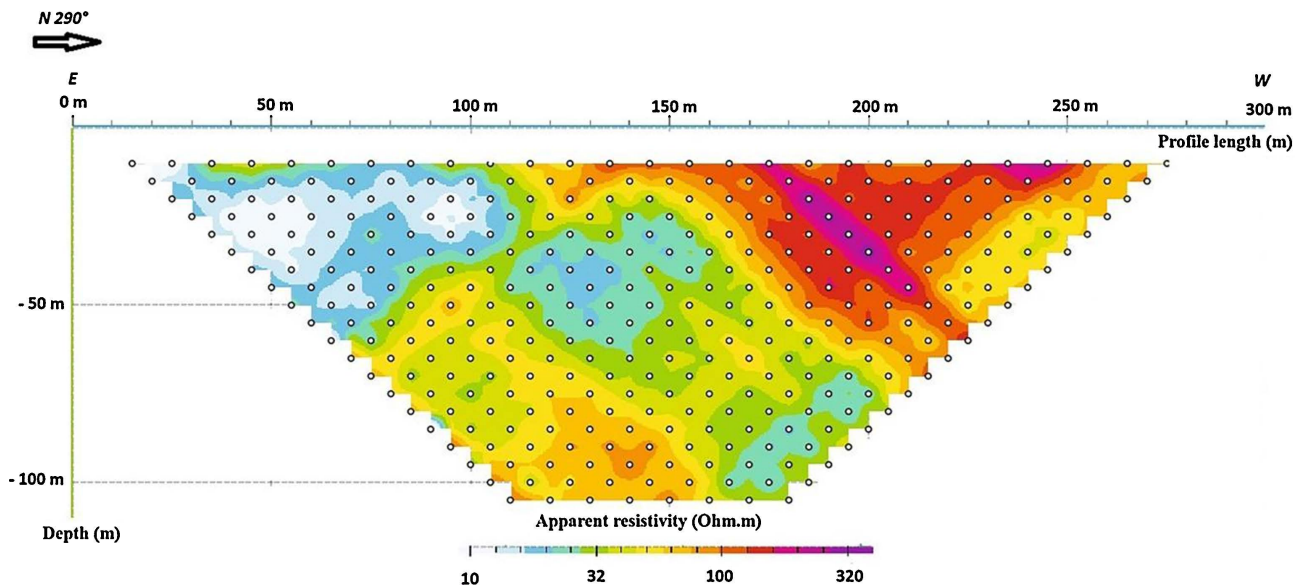 N 290°
E W
0 m 50 m 100 m 150 m 200 m 250 m 300 m
Profile length (m)
- 50 m
- 100 m
Depth (m)
Apparent resistivity (Ohm.m)
10 32 100 320